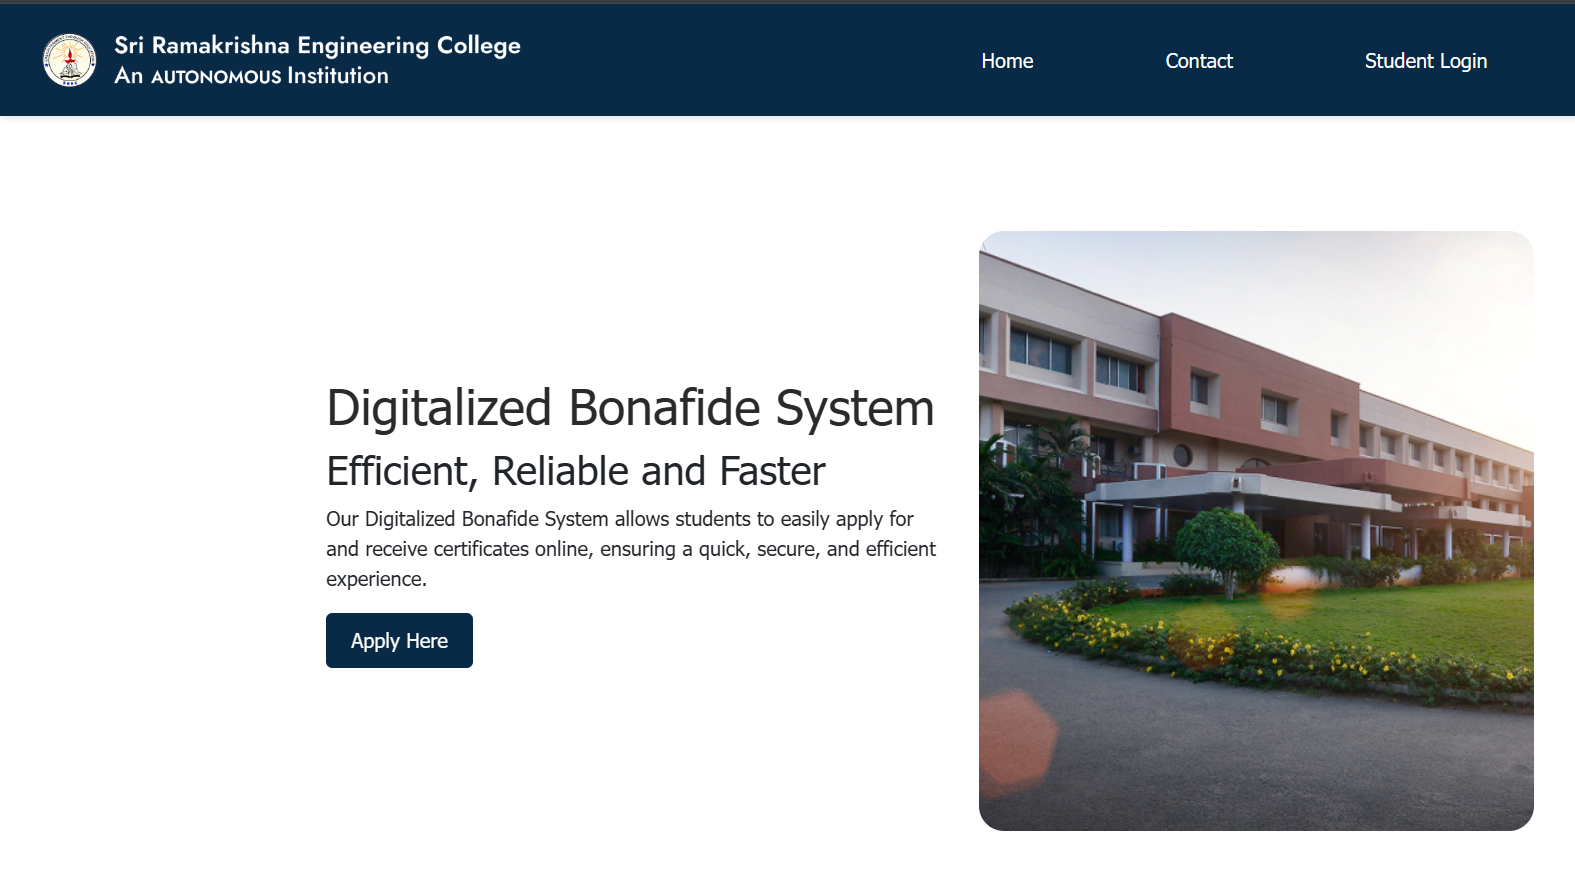 Sri Ramakrishna Engineering College
An AUTONOMOUS Institution
Home
Contact
Student Login
Digitalized Bonafide System
Efficient, Reliable and Faster
Our Digitalized Bonafide System allows students to easily apply for
and receive certificates online, ensuring a quick, secure, and efficient
experience.
Apply Here